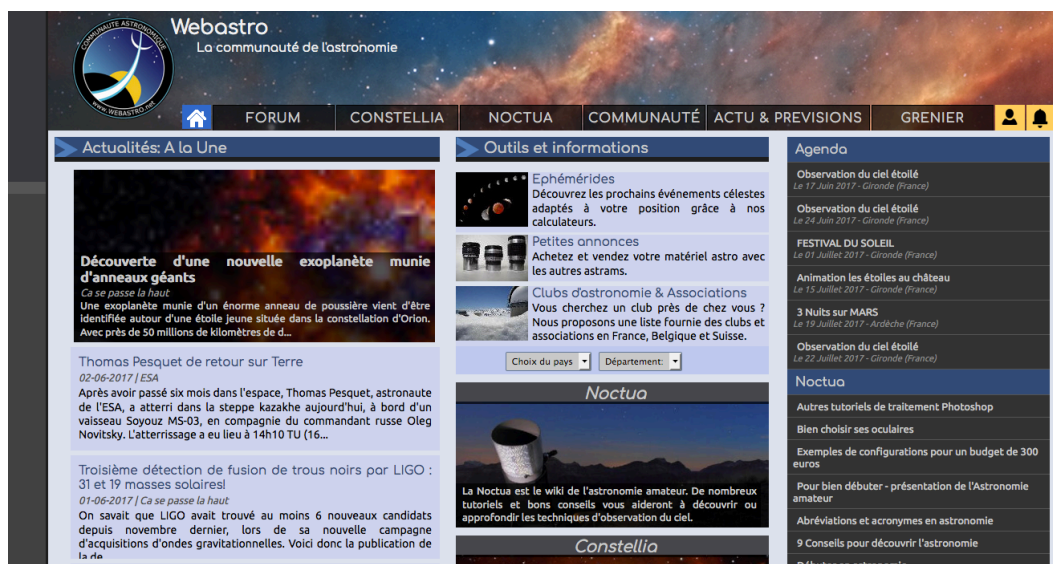 COMMUNAUTÉ ASTRONOMIQUE
www.WEBASTRO.net
Webastro
La communauté de l'astronomie
FORUM
CONSTELLIA
NOCTUA
COMMUNAUTÉ
ACTU & PREVISIONS
GRENIER
Actualités: A la Une
Découverte d'une nouvelle exoplanète munie
d'anneaux géants
Ca se passe la haut
Une exoplanète munie d'un énorme anneau de poussière vient d'être
identifiée autour d'une étoile jeune située dans la constellation d'Orion.
Avec près de 50 millions de kilomètres de d...
Thomas Pesquet de retour sur Terre
02-06-2017 | ESA
Après avoir passé six mois dans l'espace, Thomas Pesquet, astronaute
de l'ESA, a atterri dans la steppe kazakhe aujourd'hui, à bord d'un
vaisseau Soyouz MS-03, en compagnie du commandant russe Oleg
Novitsky. L'atterrissage a eu lieu à 14h10 TU (16...
Troisième détection de fusion de trous noirs par LIGO :
31 et 19 masses solaires!
01-06-2017 | Ca se passe la haut
On savait que LIGO avait trouvé au moins 6 nouveaux candidats
depuis novembre dernier, lors de sa nouvelle campagne
d'acquisitions d'ondes gravitationnelles. Voici donc la publication de
la de...
Outils et informations
Ephémérides
Découvrez les prochains événements célestes
adaptés à votre position grâce à nos
calculateurs.
Petites annonces
Achetez et vendez votre matériel astro avec
les autres astrams.
Clubs d'astronomie & Associations
Vous cherchez un club près de chez vous ?
Nous proposons une liste fournie des clubs et
associations en France, Belgique et Suisse.
Choix du pays
Département:
Noctua
La Noctua est le wiki de l'astronomie amateur. De nombreux
tutoriels et bons conseils vous aideront à découvrir ou
approfondir les techniques d'observation du ciel.
Constellia
Agenda
Observation du ciel étoilé
Le 17 Juin 2017 - Gironde (France)
Observation du ciel étoilé
Le 24 Juin 2017 - Gironde (France)
FESTIVAL DU SOLEIL
Le 01 Juillet 2017 - Gironde (France)
Animation les étoiles au château
Le 15 Juillet 2017 - Gironde (France)
3 Nuits sur MARS
Le 19 Juillet 2017 - Ardèche (France)
Observation du ciel étoilé
Le 22 Juillet 2017 - Gironde (France)
Noctua
Autres tutoriels de traitement Photoshop
Bien choisir ses oculaires
Exemples de configurations pour un budget de 300
euros
Pour bien débuter - présentation de l'Astronomie
amateur
Abréviations et acronymes en astronomie
9 Conseils pour découvrir l'astronomie
Débuter en astronomie